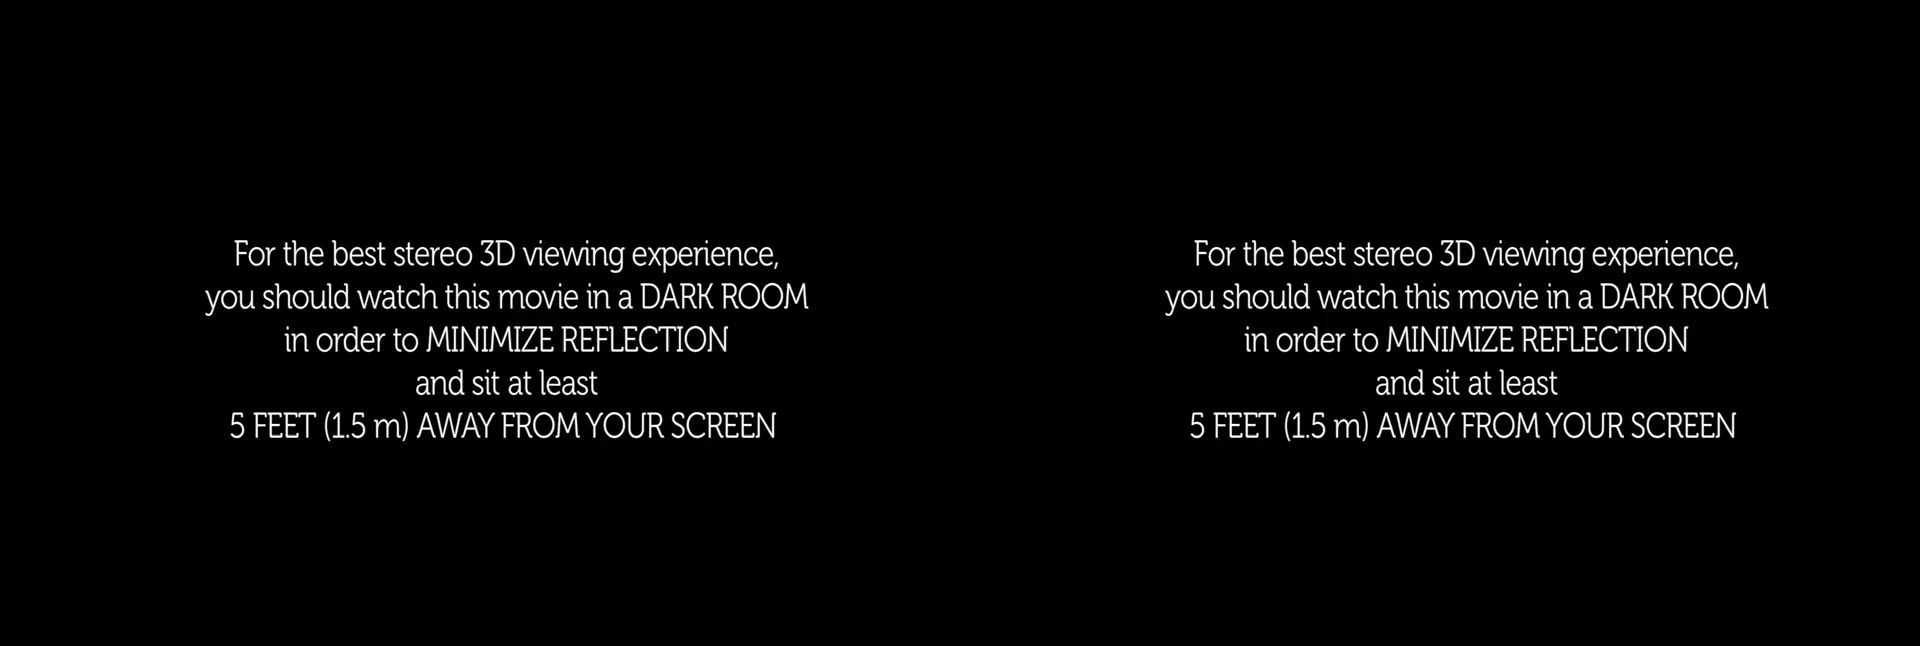 For the best stereo 3D viewing experience,
you should watch this movie in a DARK ROOM
in order to MINIMIZE REFLECTION
and sit at least
5 FEET (1.5 m) AWAY FROM YOUR SCREEN
For the best stereo 3D viewing experience,
you should watch this movie in a DARK ROOM
in order to MINIMIZE REFLECTION
and sit at least
5 FEET (1.5 m) AWAY FROM YOUR SCREEN